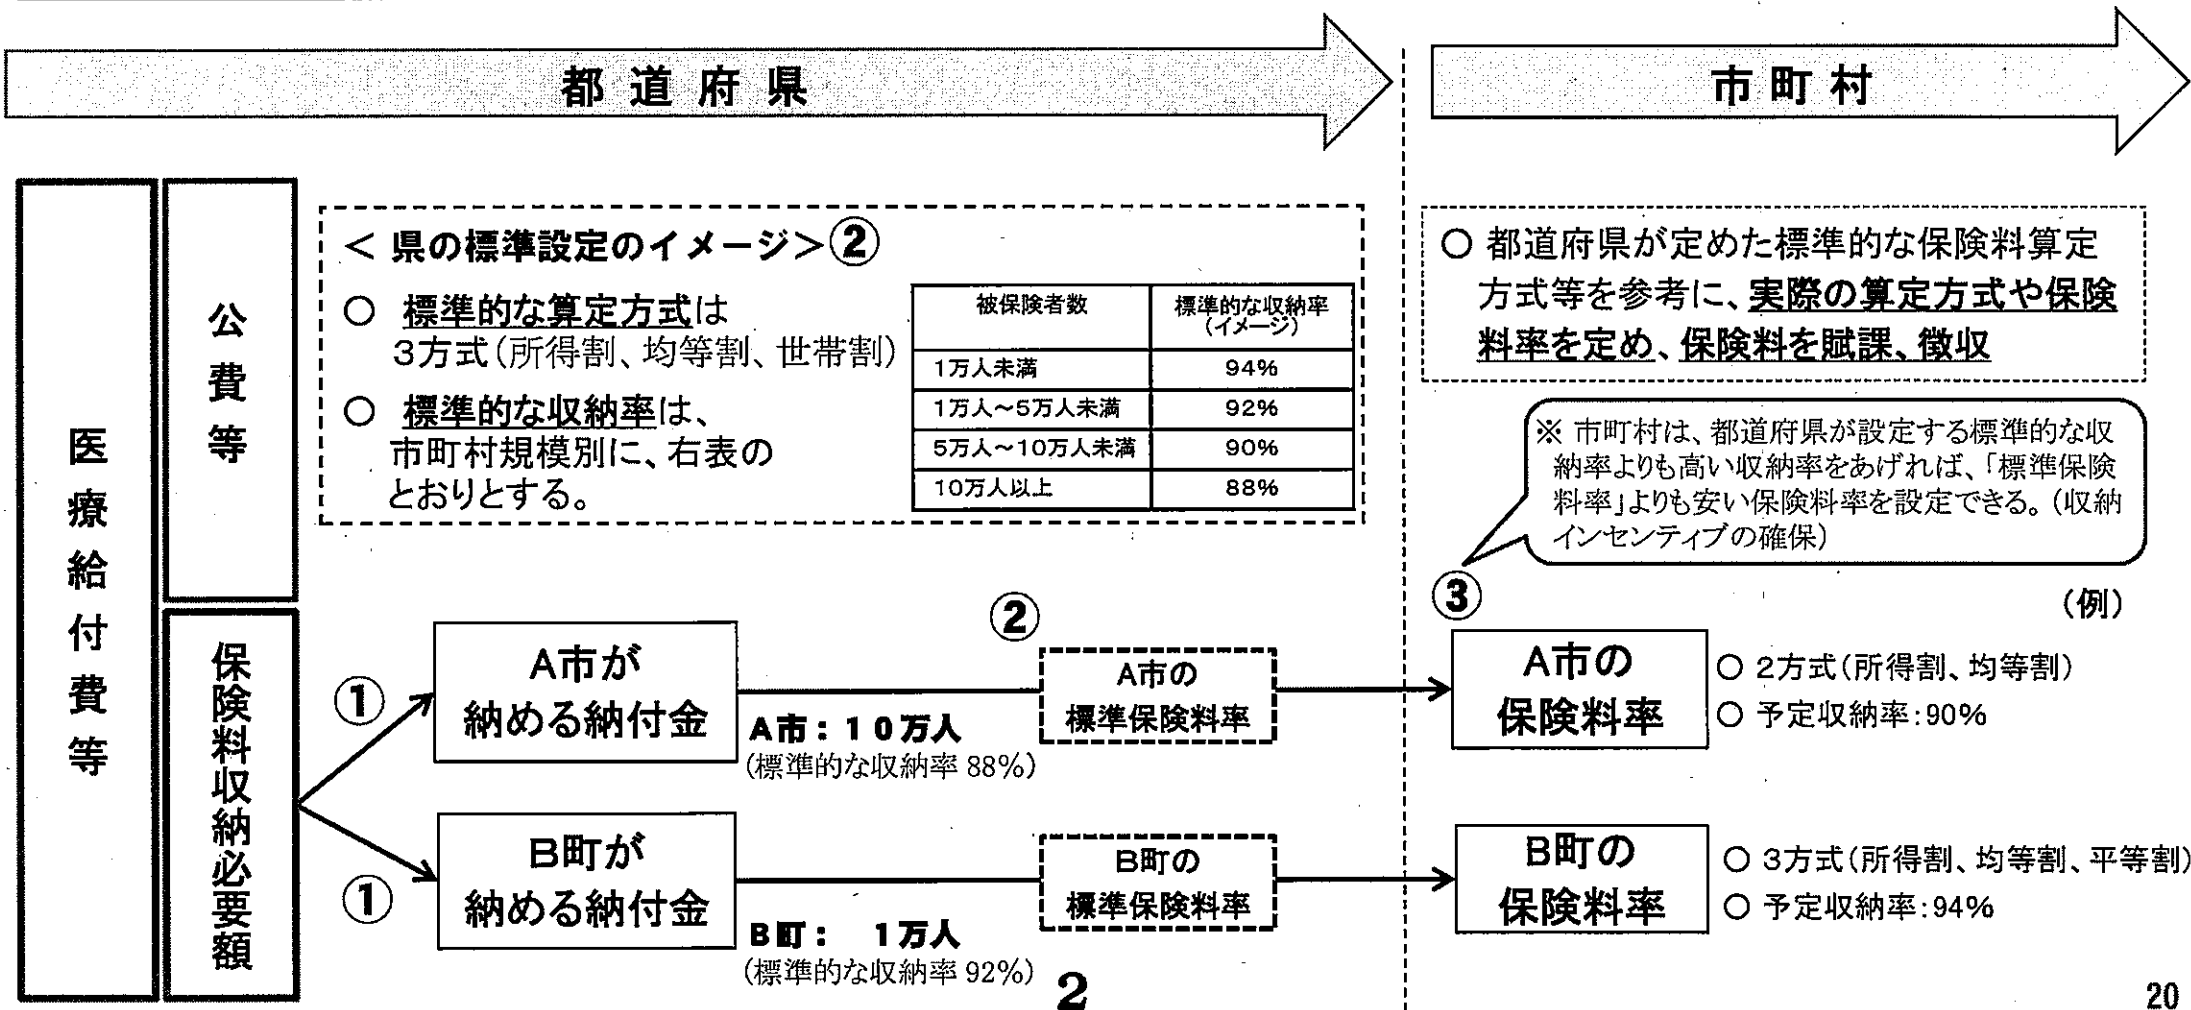 都道府県
市町村
医療給付費等
公費等
保険料収納必要額
＜県の標準設定のイメージ＞②
○ 標準的な算定方式は
3方式(所得割、均等割、世帯割)
○ 標準的な収納率は、
市町村規模別に、右表の
とおりとする。
被保険者数 標準的な収納率
(イメージ)
1万人未満 94%
1万人～5万人未満 92%
5万人～10万人未満 90%
10万人以上 88%
○ 都道府県が定めた標準的な保険料算定
方式等を参考に、実際の算定方式や保険
料率を定め、保険料を賦課、徴収
※ 市町村は、都道府県が設定する標準的な収
納率よりも高い収納率をあげれば、「標準保険
料率」よりも安い保険料率を設定できる。(収納
インセンティブの確保)
(例)
①
A市が
納める納付金
A市：10万人
(標準的な収納率 88%)
②
A市の
標準保険料率
③
A市の
保険料率
○ 2方式(所得割、均等割)
○ 予定収納率：90%
①
B町が
納める納付金
B町： 1万人
(標準的な収納率 92%)
B町の
標準保険料率
B町の
保険料率
○ 3方式(所得割、均等割、平等割)
○ 予定収納率：94%
2
20